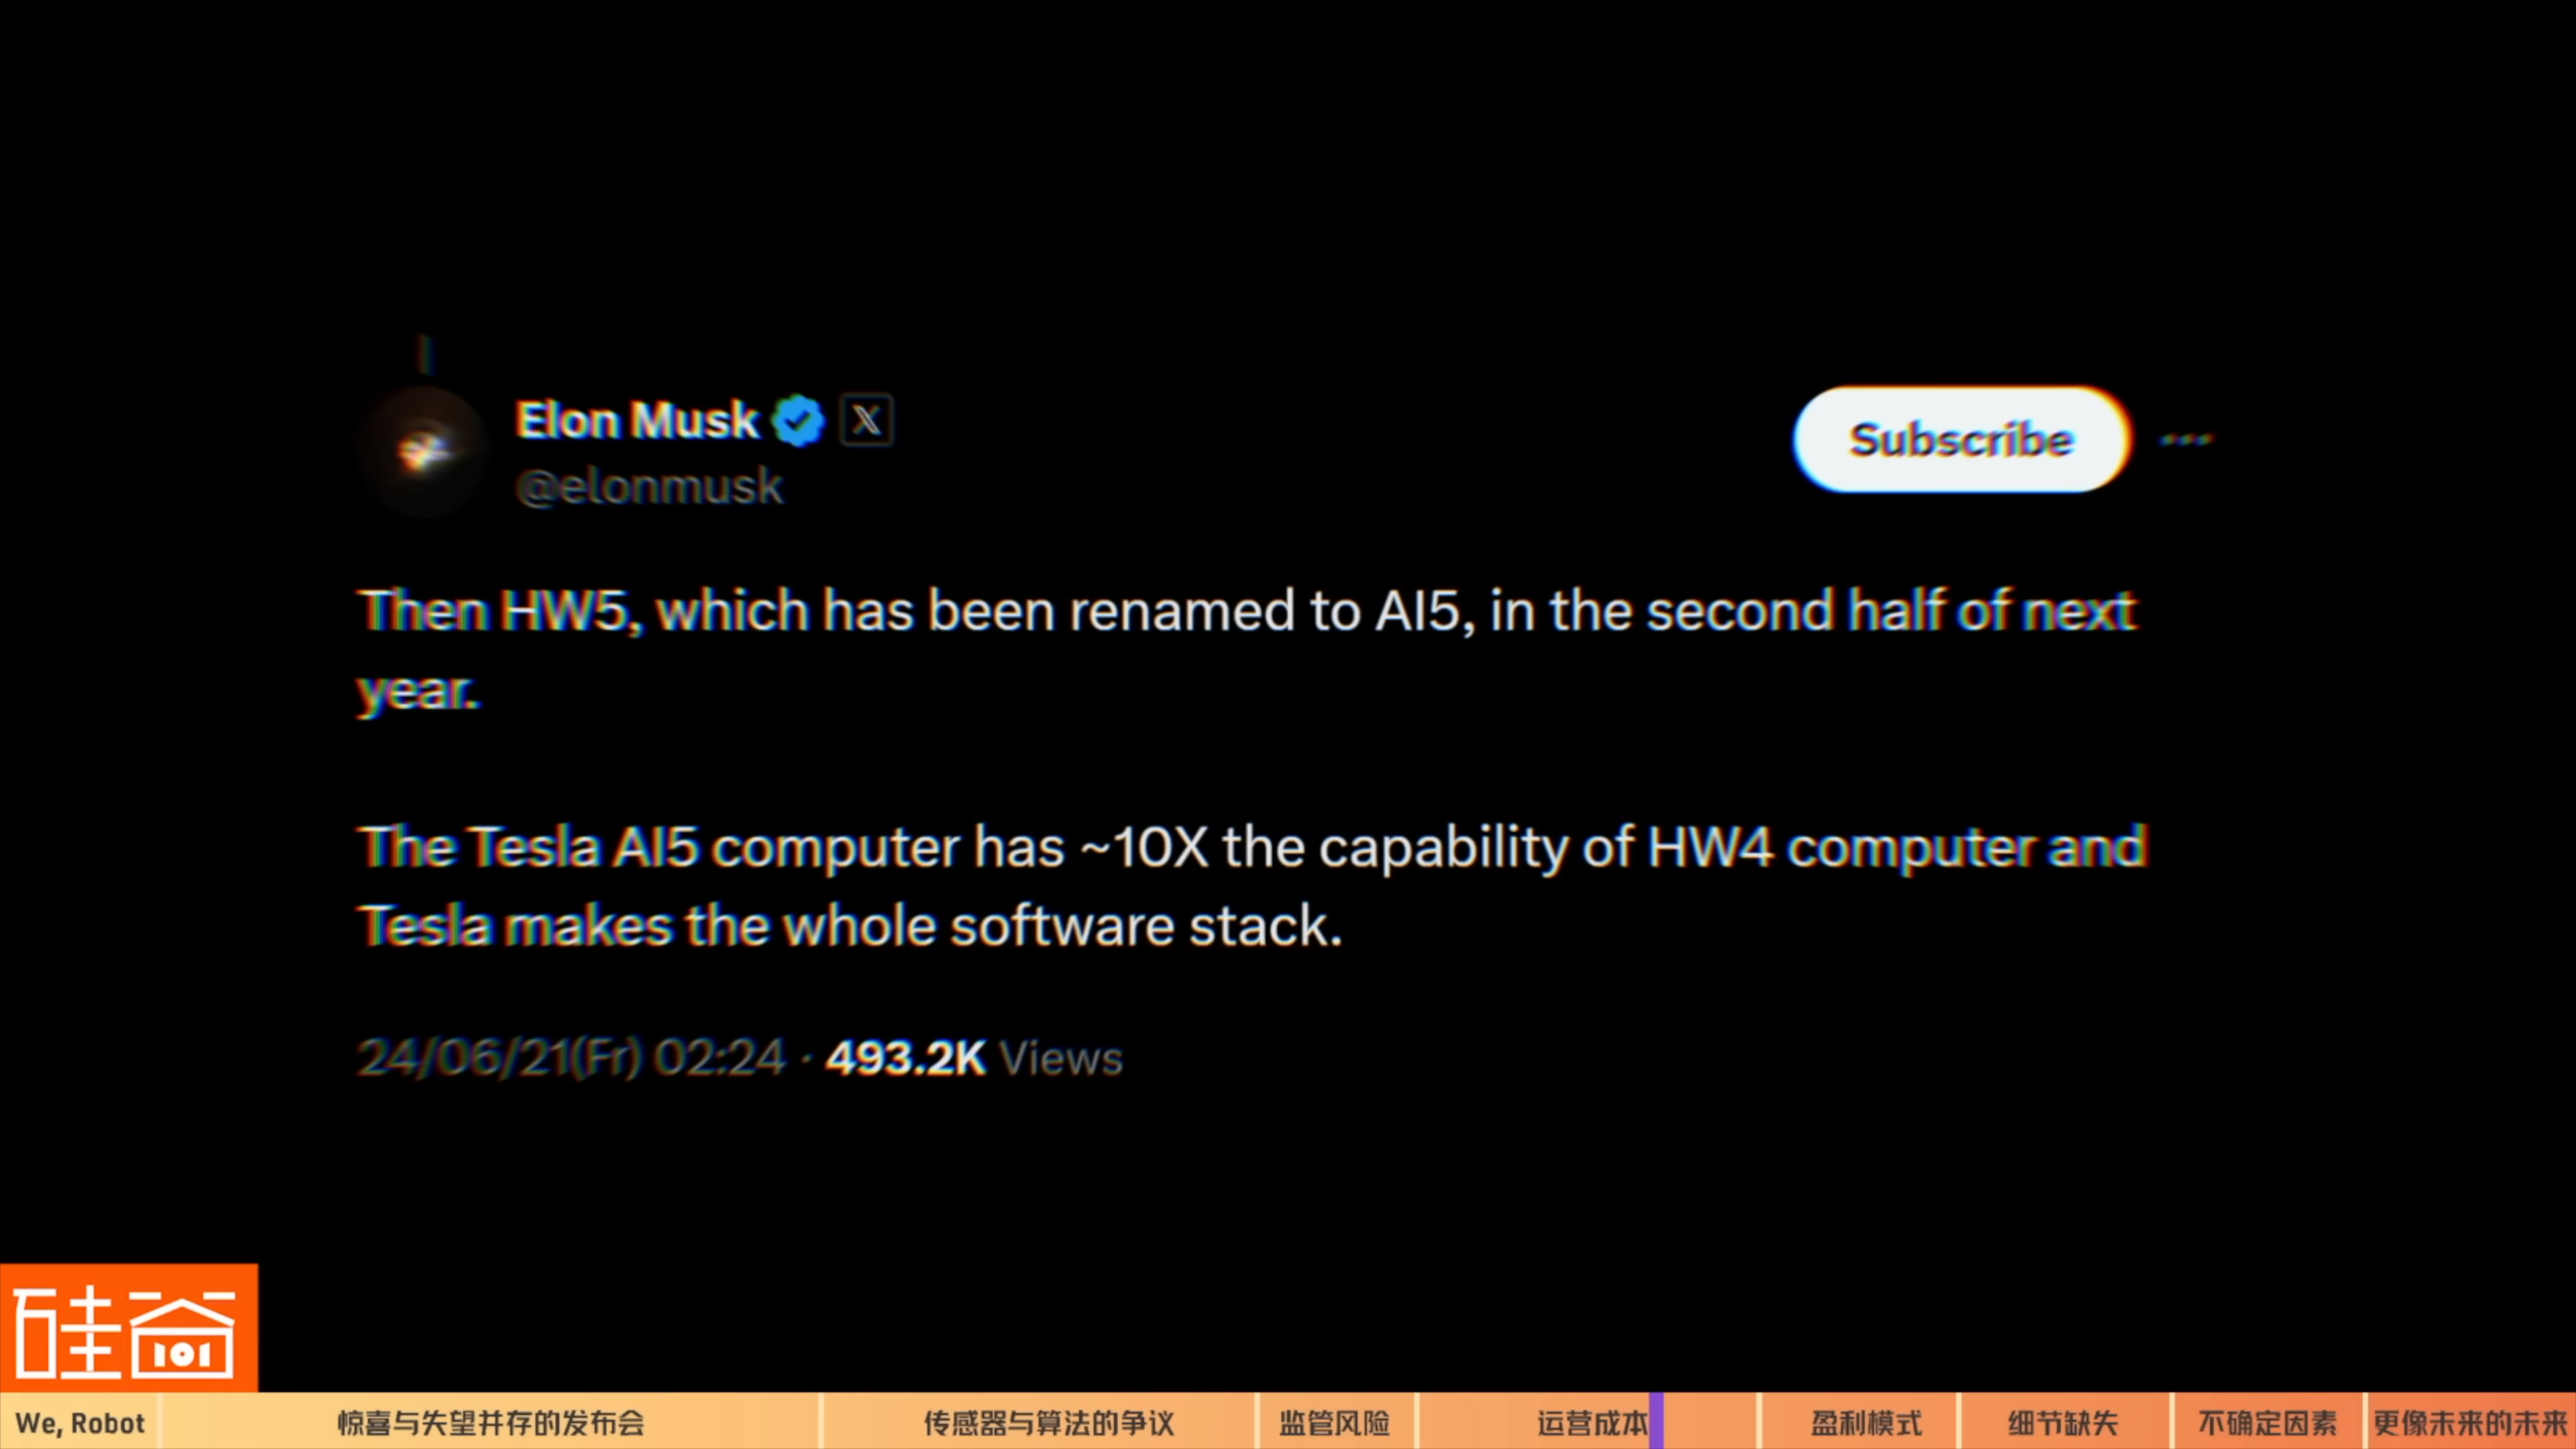 Elon Musk
@elonmusk
Subscribe
Then HW5, which has been renamed to AI5, in the second half of next
year.
The Tesla AI5 computer has ~10X the capability of HW4 computer and
Tesla makes the whole software stack.
24/06/21(Fr) 02:24 · 493.2K Views
硅谷
101
We, Robot
惊喜与失望并存的发布会
传感器与算法的争议
监管风险
运营成本
盈利模式
细节缺失
不确定因素
更像未来的未来